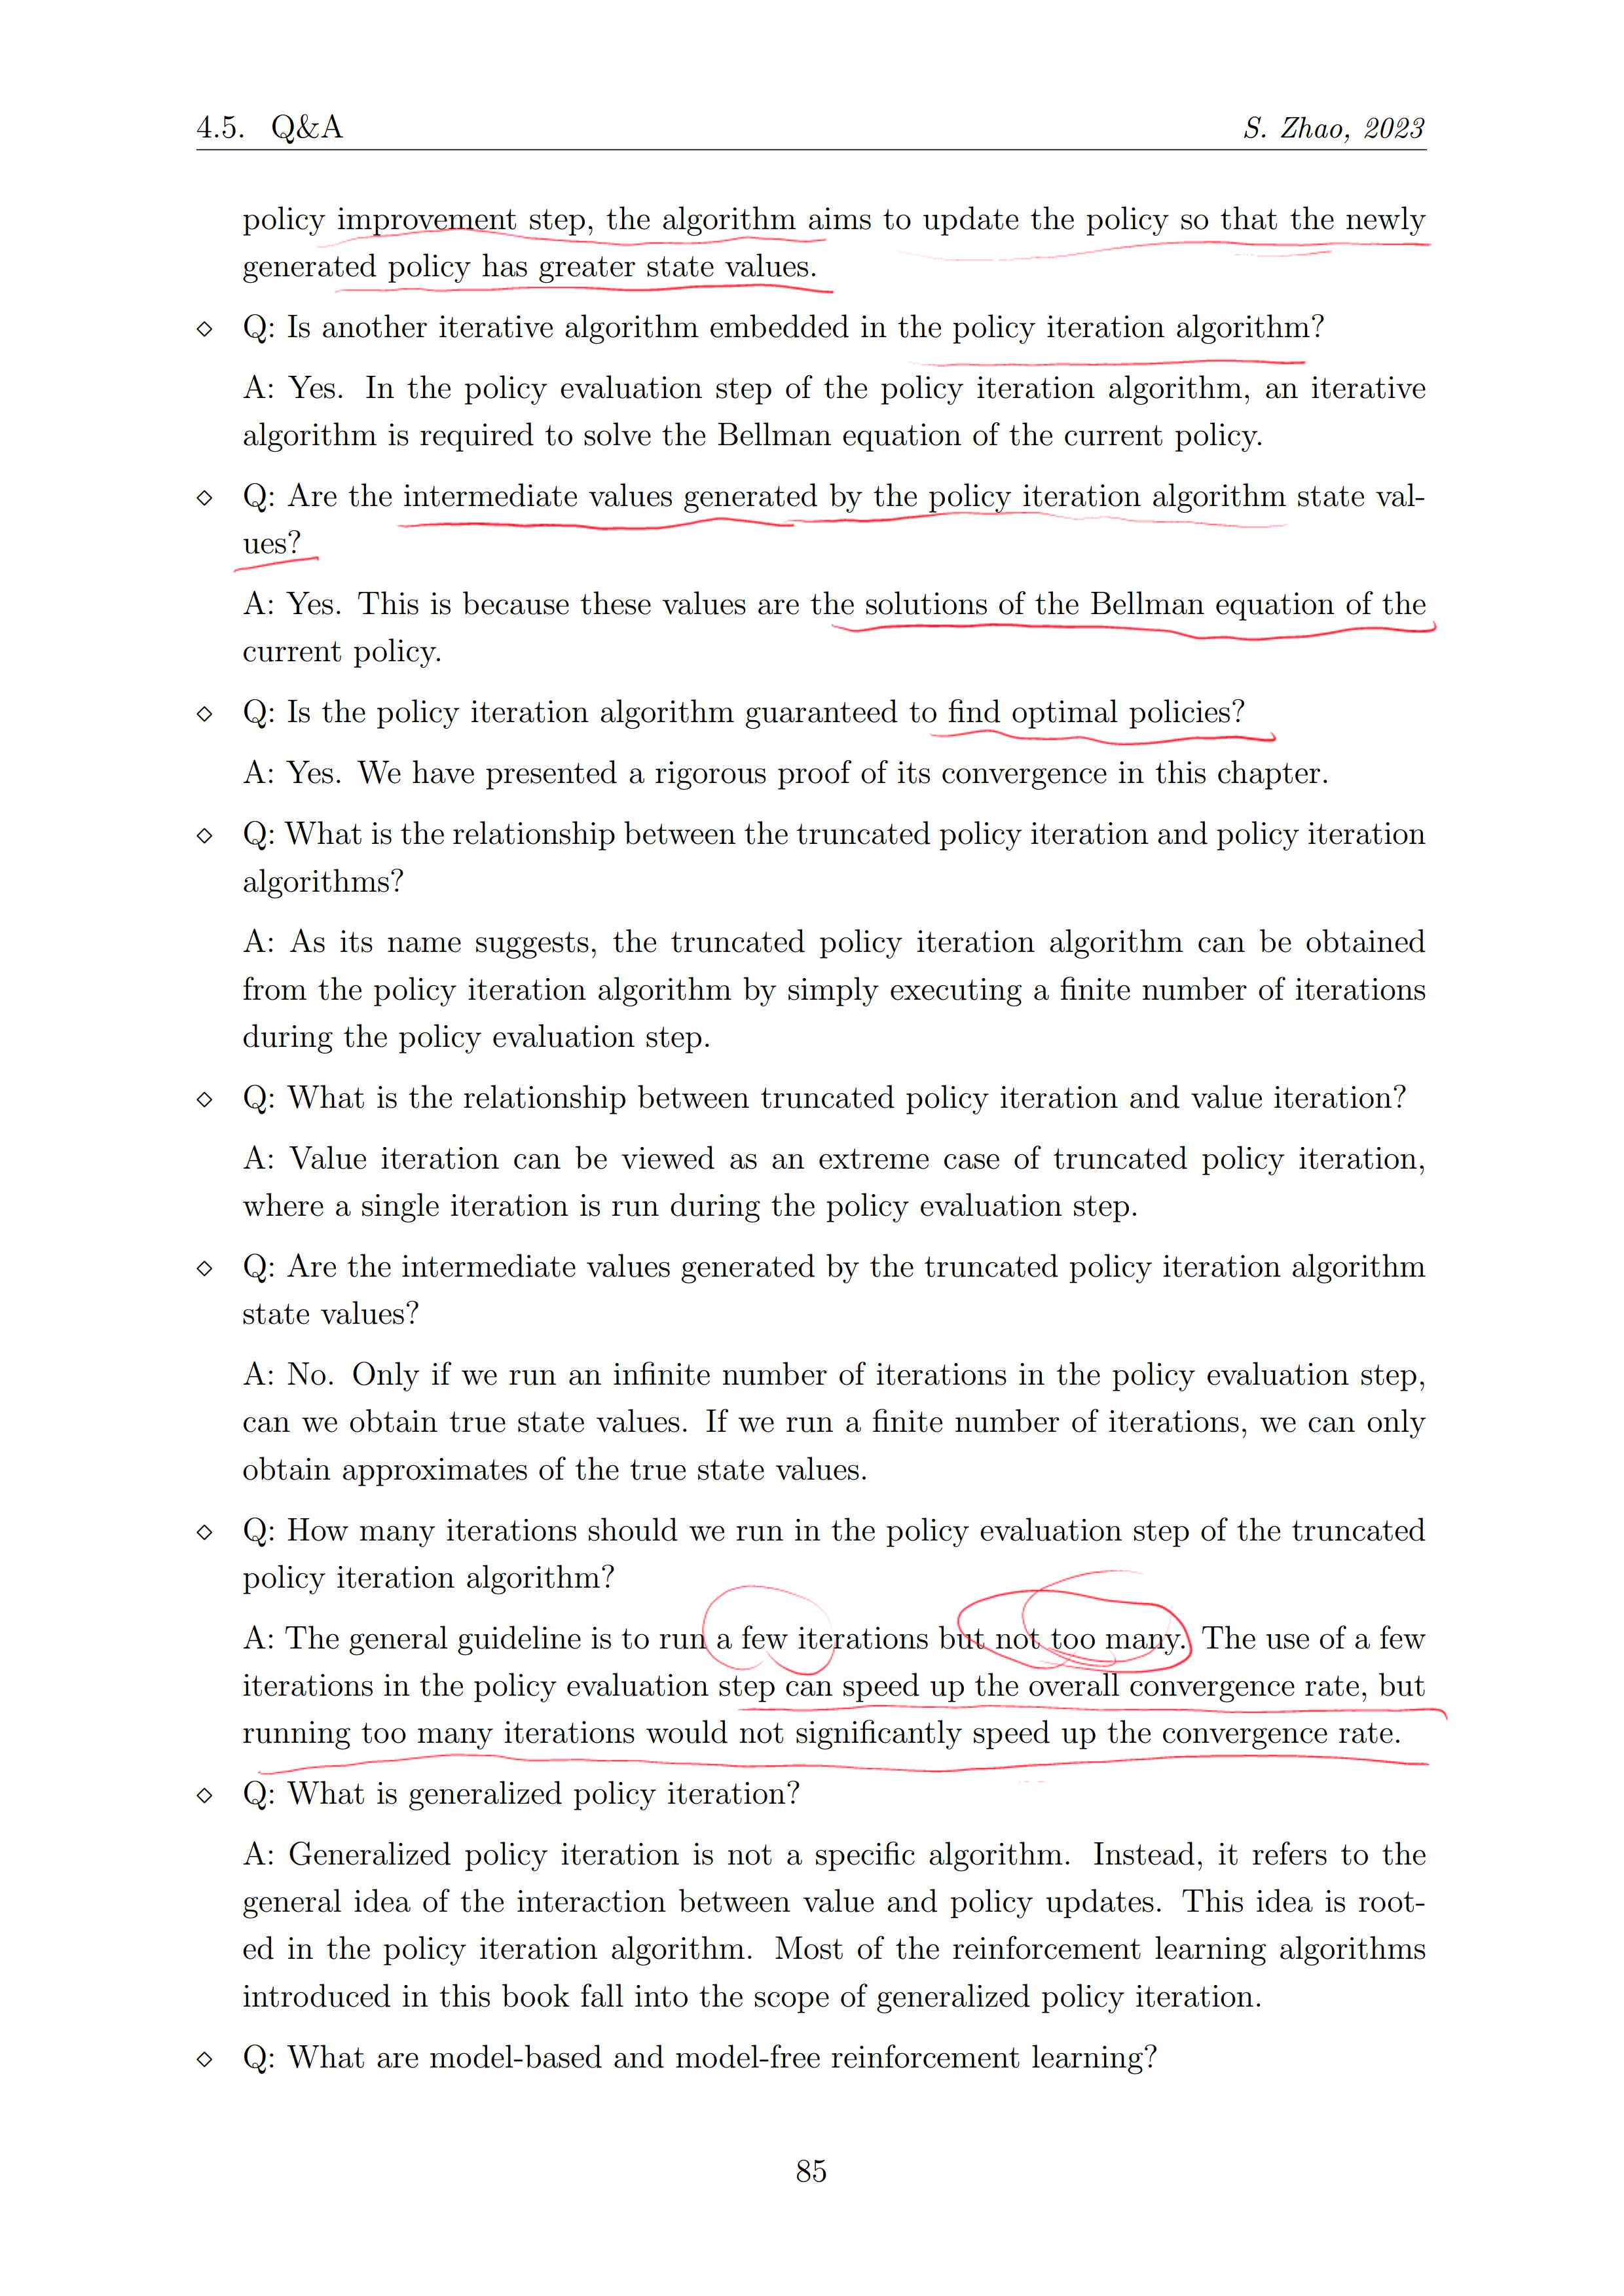 4.5. Q&A S. Zhao, 2023
policy improvement step, the algorithm aims to update the policy so that the newly
generated policy has greater state values.
⋄ Q: Is another iterative algorithm embedded in the policy iteration algorithm?
A: Yes. In the policy evaluation step of the policy iteration algorithm, an iterative
algorithm is required to solve the Bellman equation of the current policy.
⋄ Q: Are the intermediate values generated by the policy iteration algorithm state val-
ues?
A: Yes. This is because these values are the solutions of the Bellman equation of the
current policy.
⋄ Q: Is the policy iteration algorithm guaranteed to find optimal policies?
A: Yes. We have presented a rigorous proof of its convergence in this chapter.
⋄ Q: What is the relationship between the truncated policy iteration and policy iteration
algorithms?
A: As its name suggests, the truncated policy iteration algorithm can be obtained
from the policy iteration algorithm by simply executing a finite number of iterations
during the policy evaluation step.
⋄ Q: What is the relationship between truncated policy iteration and value iteration?
A: Value iteration can be viewed as an extreme case of truncated policy iteration,
where a single iteration is run during the policy evaluation step.
⋄ Q: Are the intermediate values generated by the truncated policy iteration algorithm
state values?
A: No. Only if we run an infinite number of iterations in the policy evaluation step,
can we obtain true state values. If we run a finite number of iterations, we can only
obtain approximates of the true state values.
⋄ Q: How many iterations should we run in the policy evaluation step of the truncated
policy iteration algorithm?
A: The general guideline is to run a few iterations but not too many. The use of a few
iterations in the policy evaluation step can speed up the overall convergence rate, but
running too many iterations would not significantly speed up the convergence rate.
⋄ Q: What is generalized policy iteration?
A: Generalized policy iteration is not a specific algorithm. Instead, it refers to the
general idea of the interaction between value and policy updates. This idea is root-
ed in the policy iteration algorithm. Most of the reinforcement learning algorithms
introduced in this book fall into the scope of generalized policy iteration.
⋄ Q: What are model-based and model-free reinforcement learning?
85